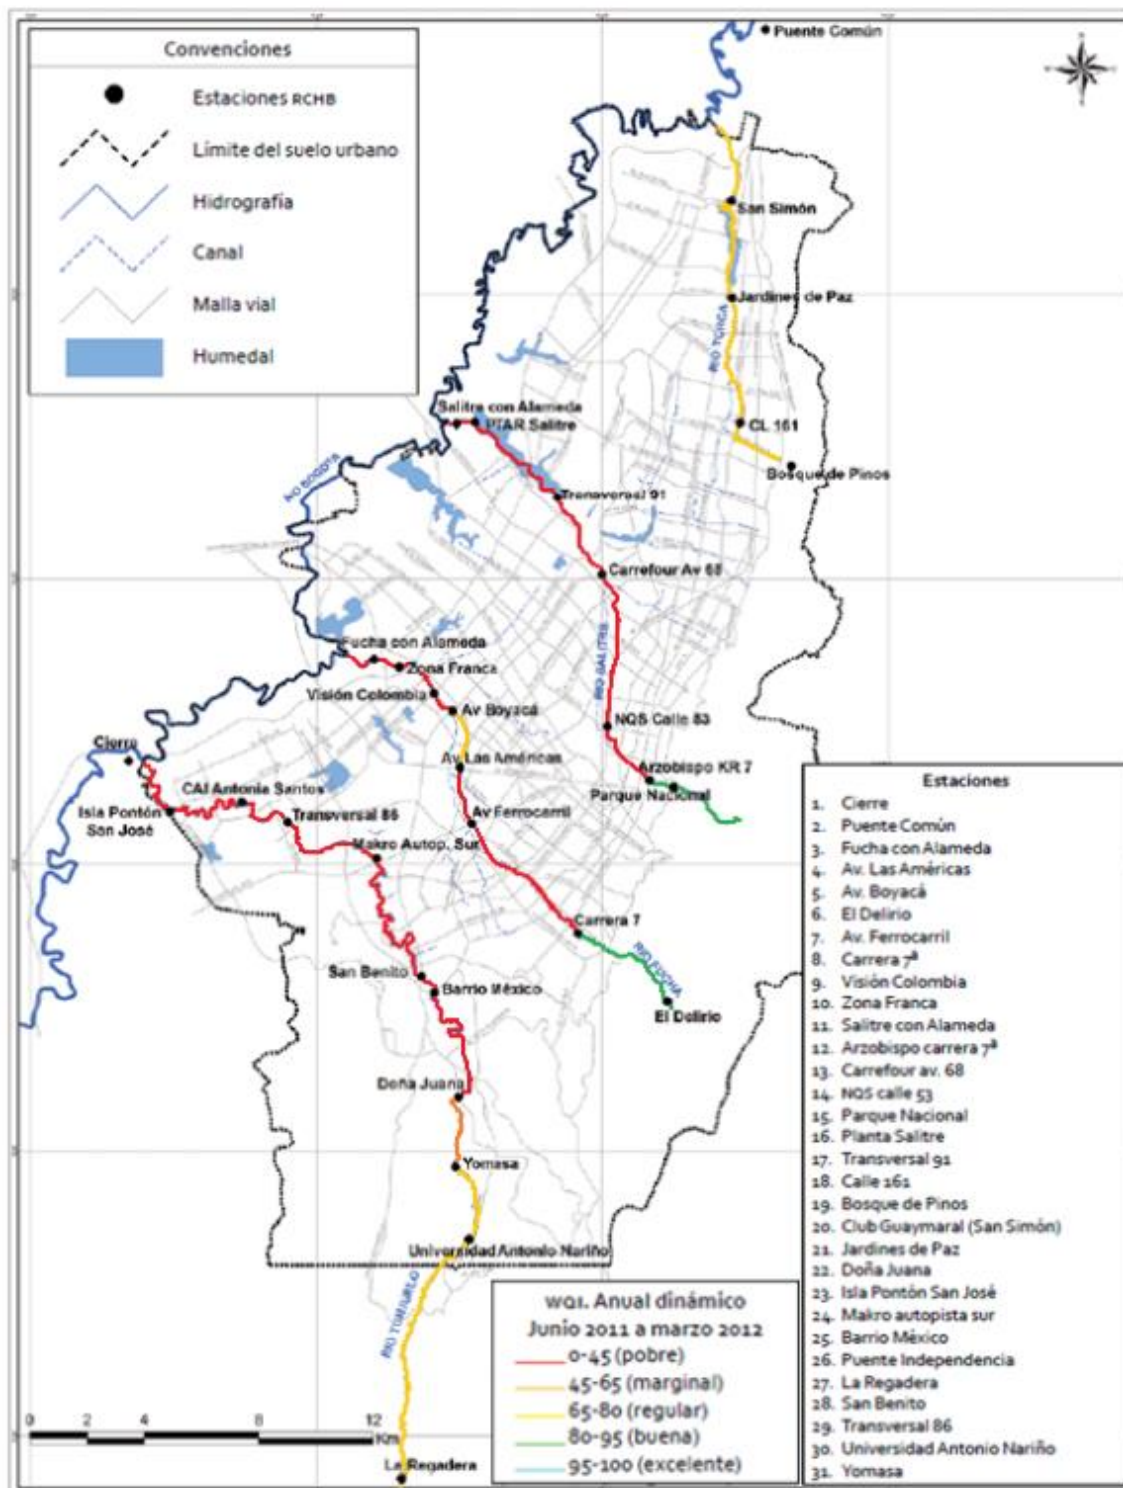 Convenciones
Estaciones RCHB
Límite del suelo urbano
Hidrografía
Canal
Malla vial
Humedal
Puente Común
San Simón
Jardines de Paz
RIO TORCA
CL 161
Bosque de Pinos
Salitre con Alameda
PTAR Salitre
RIO BOGOTA
Transversal 91
Carrefour Av 68
RIO SALITRE
Fucha con Alameda
Zona Franca
Visión Colombia
Av Boyacá
NQS Calle 53
Cierre
Av Las Américas
Arzobispo KR 7
Parque Nacional
CAI Antonia Santos
Isla Pontón
San José
Transversal 86
Av Ferrocarril
Makro Autop. Sur
Carrera 7
RIO FUCHA
San Benito
Barrio México
El Delirio
Doña Juana
Yomasa
Universidad Antonio Nariño
RIO TUNJUELO
La Regadera
0 4 8 12
Km
Estaciones
1. Cierre
2. Puente Común
3. Fucha con Alameda
4. Av. Las Américas
5. Av. Boyacá
6. El Delirio
7. Av. Ferrocarril
8. Carrera 7ª
9. Visión Colombia
10. Zona Franca
11. Salitre con Alameda
12. Arzobispo carrera 7ª
13. Carrefour av. 68
14. NQS calle 53
15. Parque Nacional
16. Planta Salitre
17. Transversal 91
18. Calle 161
19. Bosque de Pinos
20. Club Guaymaral (San Simón)
21. Jardines de Paz
22. Doña Juana
23. Isla Pontón San José
24. Makro autopista sur
25. Barrio México
26. Puente Independencia
27. La Regadera
28. San Benito
29. Transversal 86
30. Universidad Antonio Nariño
31. Yomasa
WQI. Anual dinámico
Junio 2011 a marzo 2012
0-45 (pobre)
45-65 (marginal)
65-80 (regular)
80-95 (buena)
95-100 (excelente)